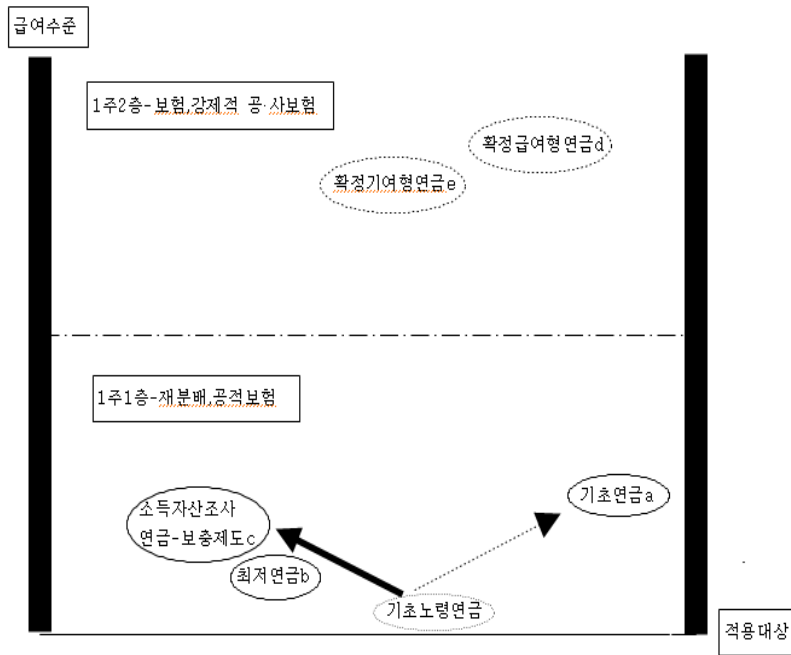 급여수준
1주2층-보험,강제적 공·사보험
확정급여형연금d
확정기여형연금e
1주1층-재분배,공적보험
기초연금a
소득자산조사
연금-보충제도c
최저연금b
기초노령연금
적용대상